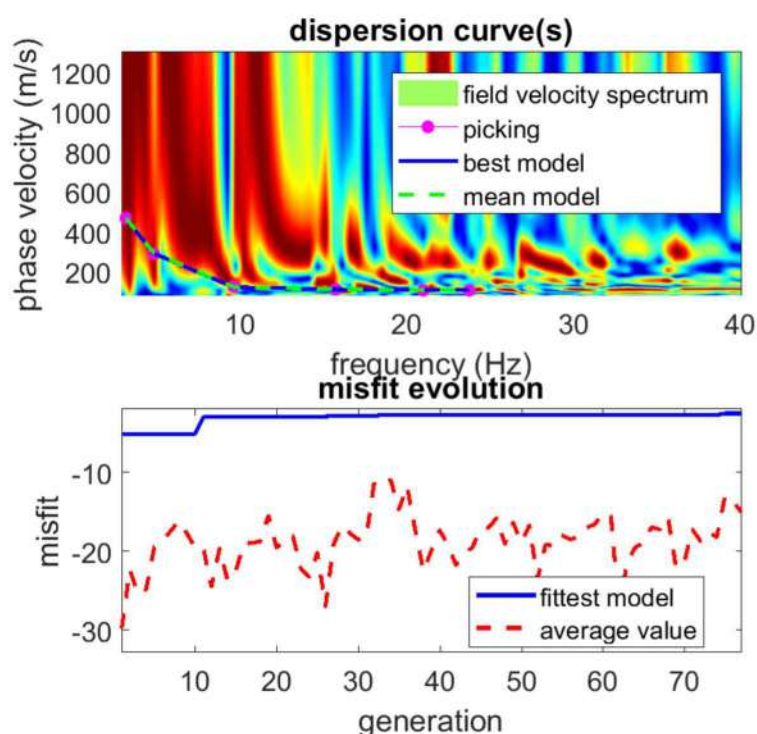 dispersion curve(s)
phase velocity (m/s)
1200
1000
800
600
400
200
field velocity spectrum
picking
best model
mean model
10
20
30
40
frequency (Hz)
misfit evolution
misfit
-10
-20
-30
fittest model
average value
10
20
30
40
50
60
70
generation